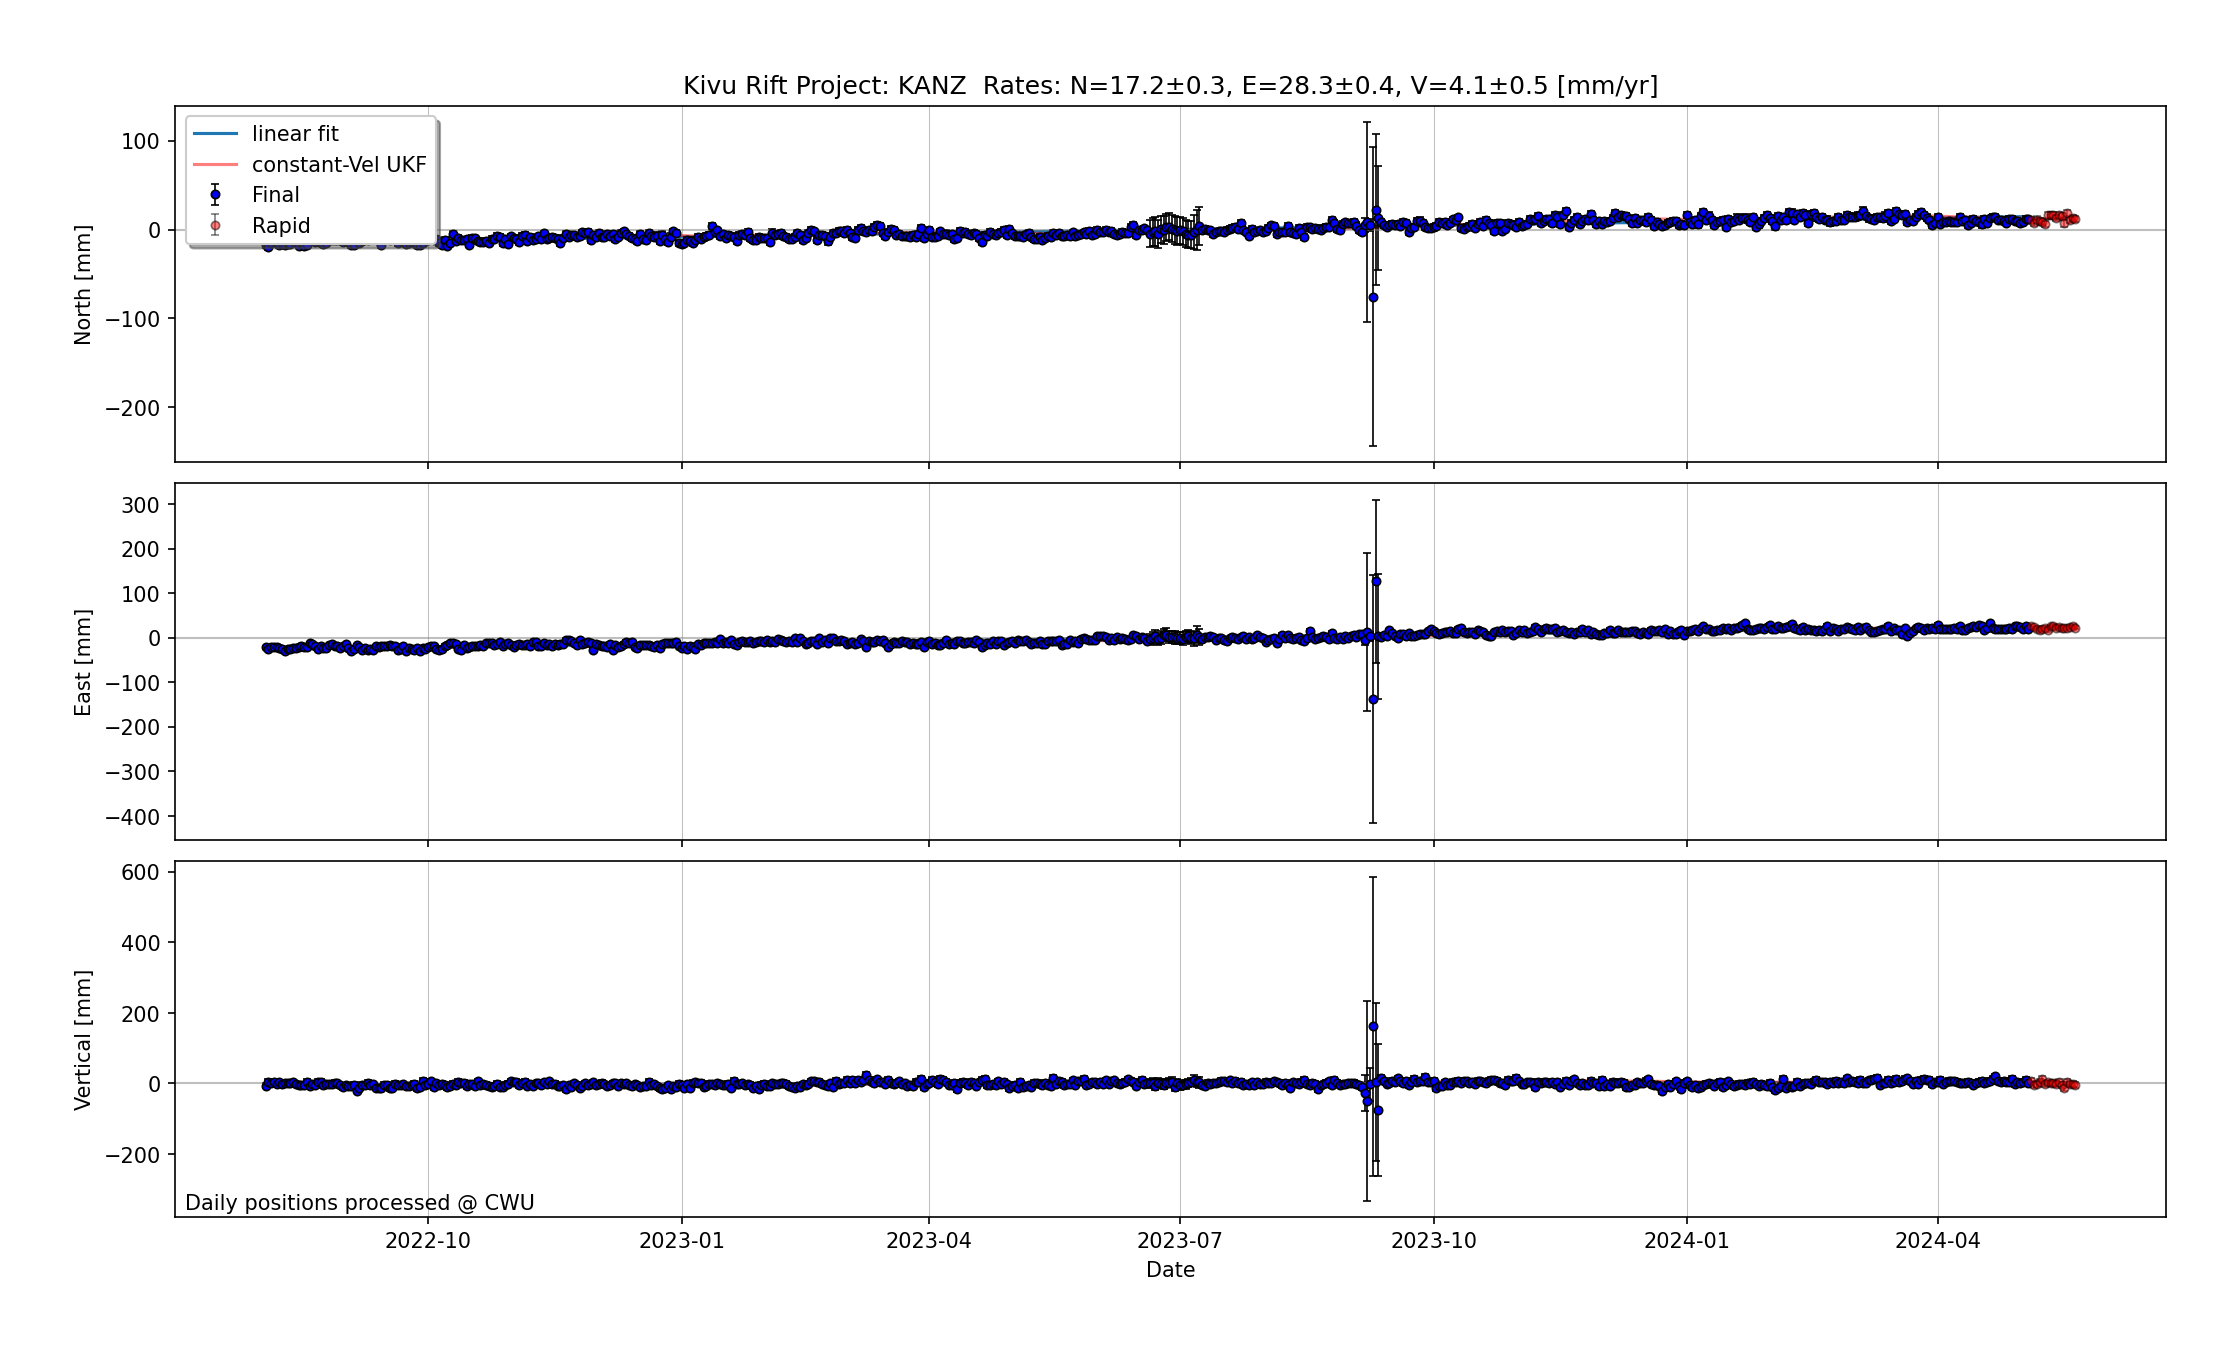 Kivu Rift Project: KANZ  Rates: N=17.2±0.3, E=28.3±0.4, V=4.1±0.5 [mm/yr]
linear fit
constant-Vel UKF
Final
Rapid
North [mm]
100
0
−100
−200
East [mm]
300
200
100
0
−100
−200
−300
−400
Vertical [mm]
600
400
200
0
−200
Daily positions processed @ CWU
2022-10
2023-01
2023-04
2023-07
2023-10
2024-01
2024-04
Date